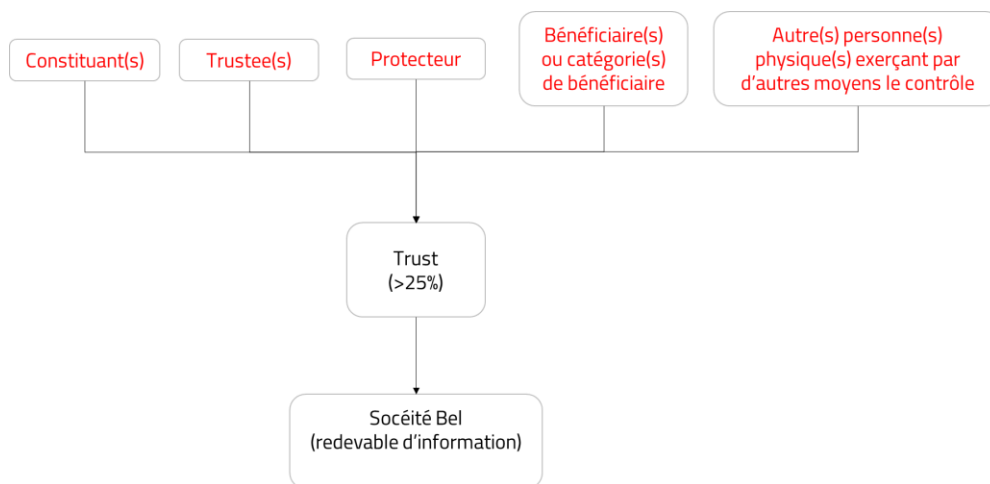 Constituant(s)
Trustee(s)
Protecteur
Bénéficiaire(s)
ou catégorie(s)
de bénéficiaire
Autre(s) personne(s)
physique(s) exerçant par
d'autres moyens le contrôle
Trust
(>25%)
Socéité Bel
(redevable d'information)